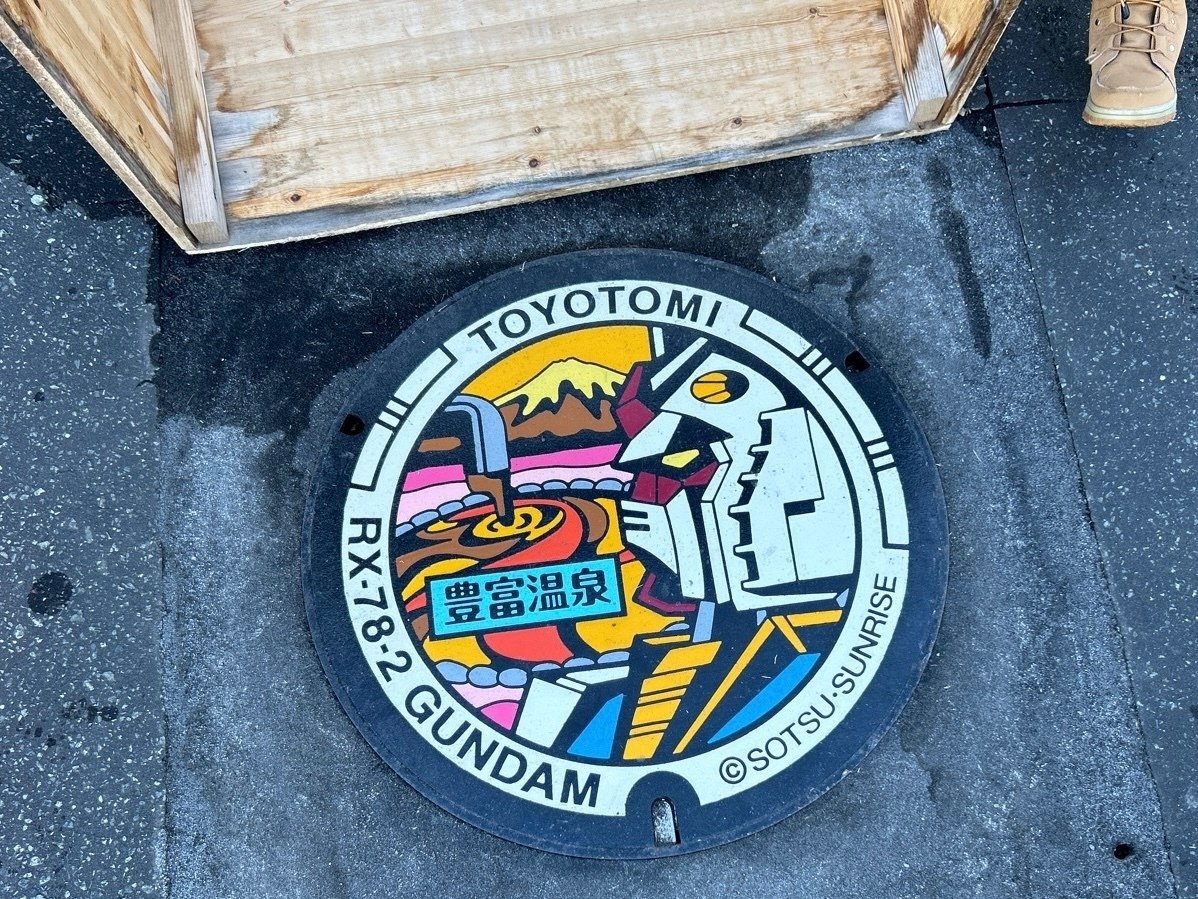 TOYOTOMI
豊富温泉
RX-78-2 GUNDAM
©SOTSU·SUNRISE